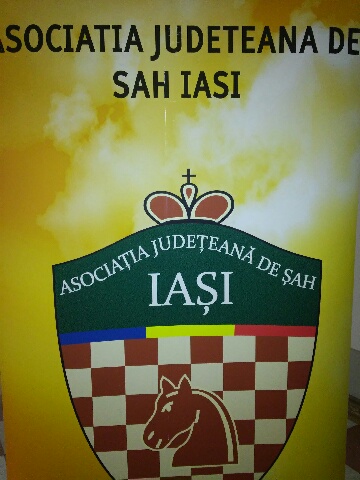 ASOCIATIA JUDETEANA DE
SAH IASI
ASOCIAȚIA JUDEȚEANĂ DE ȘAH
IAȘI